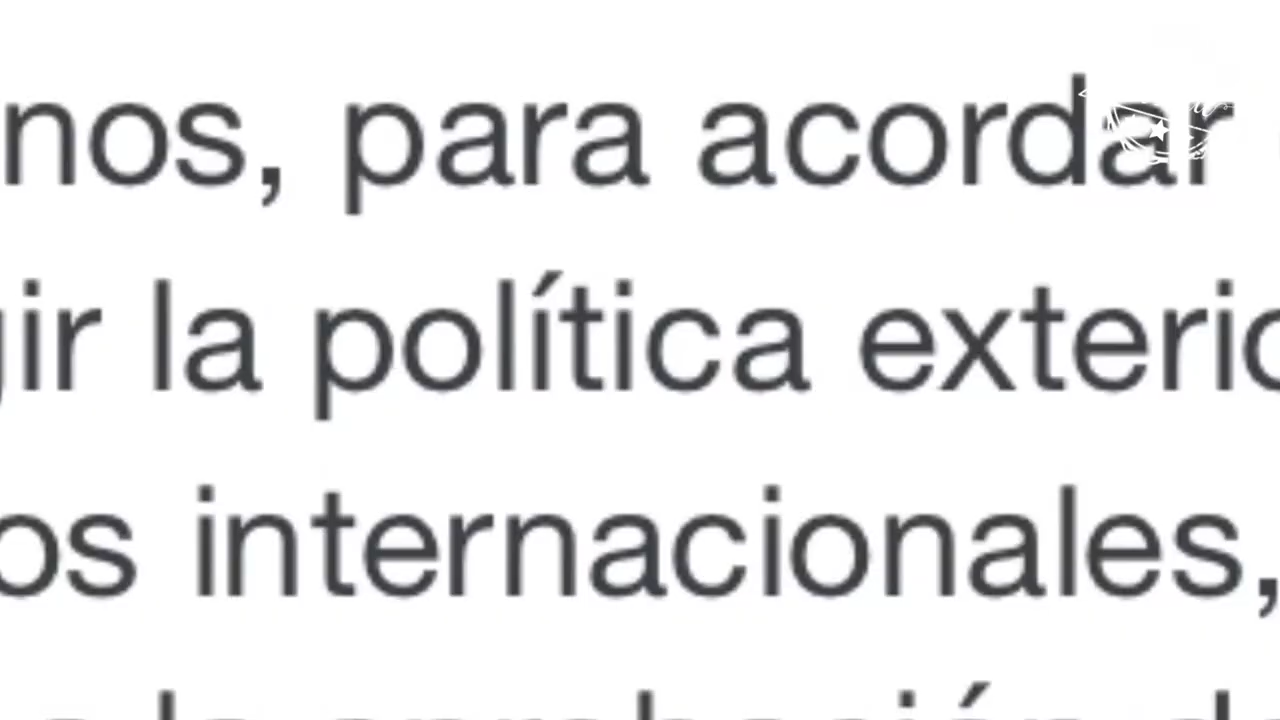 nos, para acordar
gir la política exterio
os internacionales,